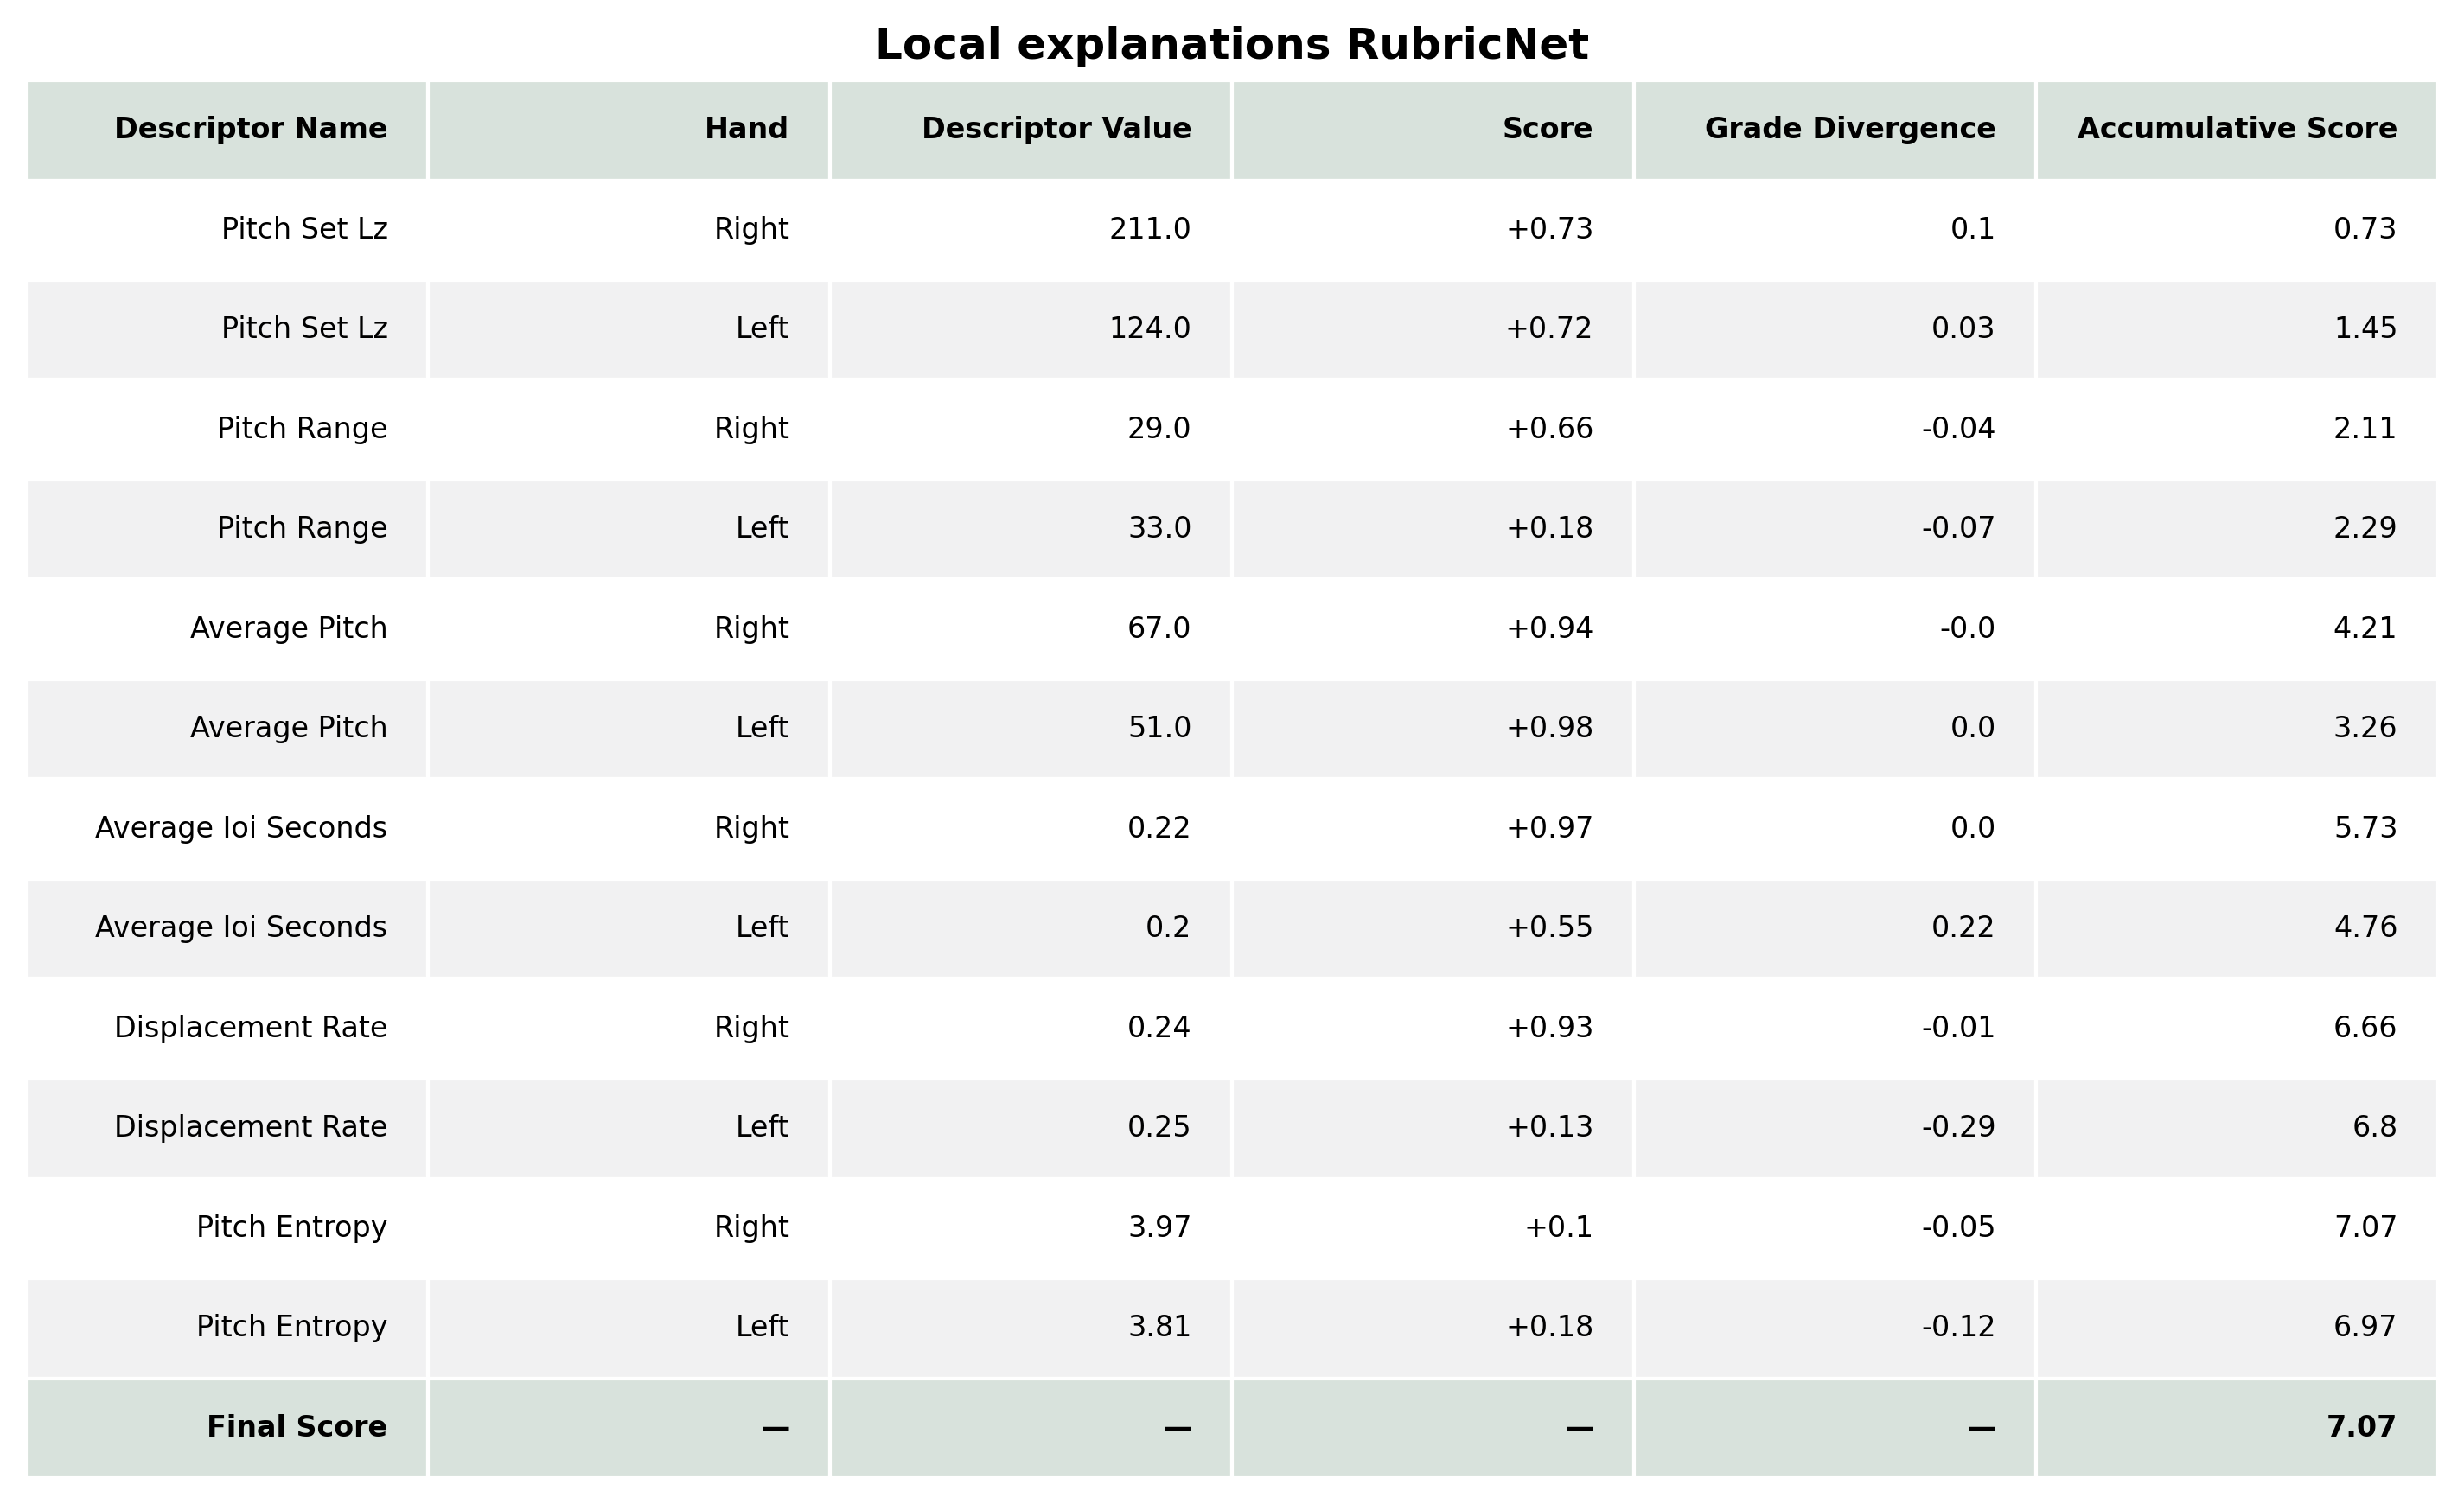 Local explanations RubricNet
Descriptor Name Hand Descriptor Value Score Grade Divergence Accumulative Score
Pitch Set Lz Right 211.0 +0.73 0.1 0.73
Pitch Set Lz Left 124.0 +0.72 0.03 1.45
Pitch Range Right 29.0 +0.66 -0.04 2.11
Pitch Range Left 33.0 +0.18 -0.07 2.29
Average Pitch Right 67.0 +0.94 -0.0 4.21
Average Pitch Left 51.0 +0.98 0.0 3.26
Average Ioi Seconds Right 0.22 +0.97 0.0 5.73
Average Ioi Seconds Left 0.2 +0.55 0.22 4.76
Displacement Rate Right 0.24 +0.93 -0.01 6.66
Displacement Rate Left 0.25 +0.13 -0.29 6.8
Pitch Entropy Right 3.97 +0.1 -0.05 7.07
Pitch Entropy Left 3.81 +0.18 -0.12 6.97
Final Score — — — — 7.07